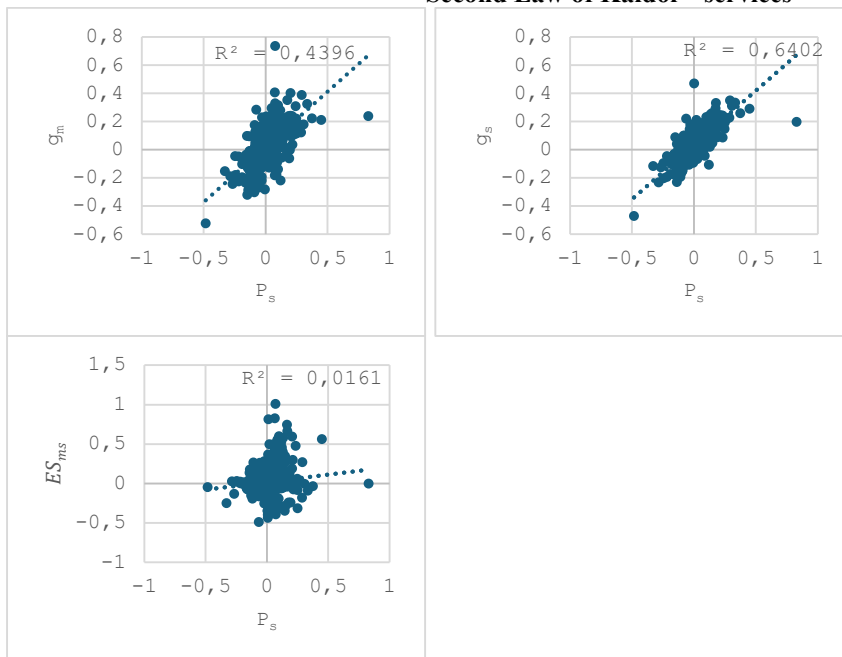 Second Law of Kaldor - services
R² = 0,4396
0,8
0,6
0,4
0,2
0
-0,2
-0,4
-0,6
-1 -0,5 0 0,5 1
gm
Ps
R² = 0,6402
0,8
0,6
0,4
0,2
0
-0,2
-0,4
-0,6
-1 -0,5 0 0,5 1
gs
Ps
R² = 0,0161
1,5
1
0,5
0
-0,5
-1
-1 -0,5 0 0,5 1
ESms
Ps